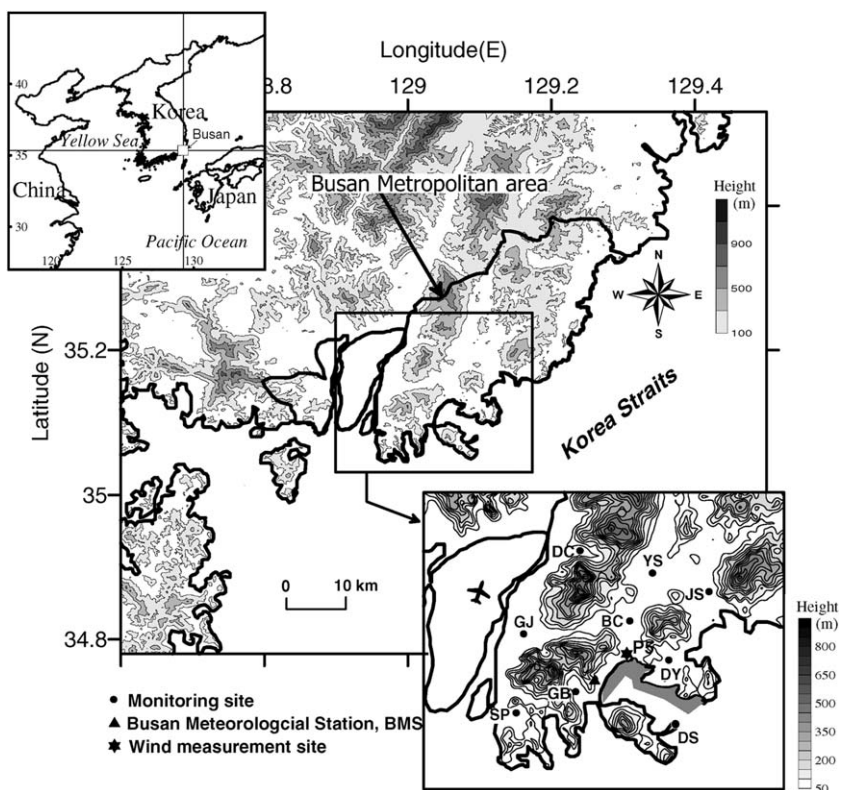 Longitude(E)
8.8
129
129.2
129.4
40
35
30
120
125
130
Korea
Busan
Yellow Sea
China
Japan
Pacific Ocean
Busan Metropolitan area
Height
(m)
900
500
100
N
W
E
S
Latitude (N)
35.2
35
34.8
Korea Straits
0
10 km
DC
YS
JS
GJ
BC
PS
DY
GB
SP
DS
Height
(m)
800
650
500
350
200
50
Monitoring site
Busan Meteorologcial Station, BMS
Wind measurement site